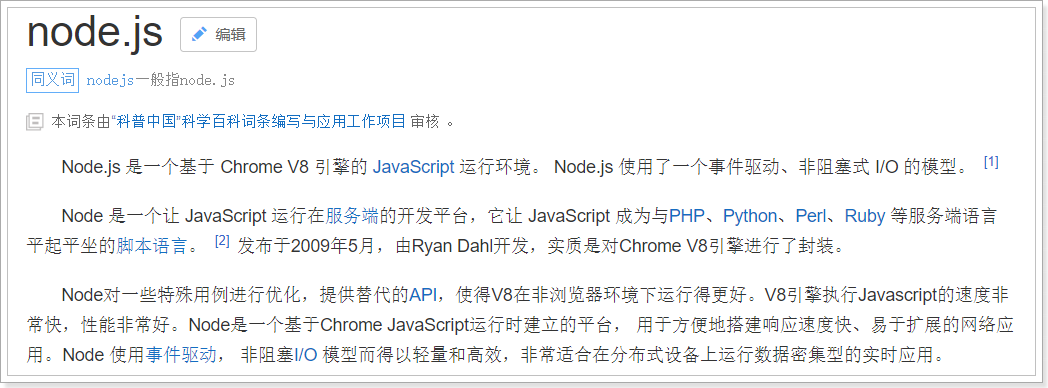 node.js 编辑
同义词 nodejs一般指node.js
本词条由“科普中国”科学百科词条编写与应用工作项目 审核 。
Node.js 是一个基于 Chrome V8 引擎的 JavaScript 运行环境。 Node.js 使用了一个事件驱动、非阻塞式 I/O 的模型。 [1]
Node 是一个让 JavaScript 运行在服务端的开发平台，它让 JavaScript 成为与PHP、Python、Perl、Ruby 等服务端语言
平起平坐的脚本语言。 [2] 发布于2009年5月，由Ryan Dahl开发，实质是对Chrome V8引擎进行了封装。
Node对一些特殊用例进行优化，提供替代的API，使得V8在非浏览器环境下运行得更好。V8引擎执行Javascript的速度非
常快，性能非常好。Node是一个基于Chrome JavaScript运行时建立的平台， 用于方便地搭建响应速度快、易于扩展的网络应
用。Node 使用事件驱动， 非阻塞I/O 模型而得以轻量和高效，非常适合在分布式设备上运行数据密集型的实时应用。